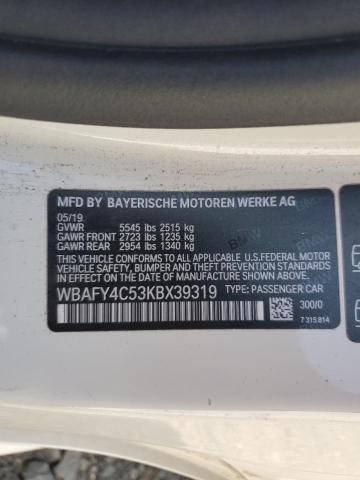 MFD BY BAYERISCHE MOTOREN WERKE AG
05/19
GVWR 5545 lbs 2515 kg
GAWR FRONT 2723 lbs 1235 kg
GAWR REAR 2954 lbs 1340 kg
THIS VEHICLE CONFORMS TO ALL APPLICABLE
U.S. FEDERAL MOTOR VEHICLE SAFETY, BUMPER,
AND THEFT PREVENTION STANDARDS
IN EFFECT ON THE DATE OF MANUFACTURE
SHOWN ABOVE.
WBAFY4C53KBX39319 TYPE: PASSENGER CAR
300/0
7 315 814